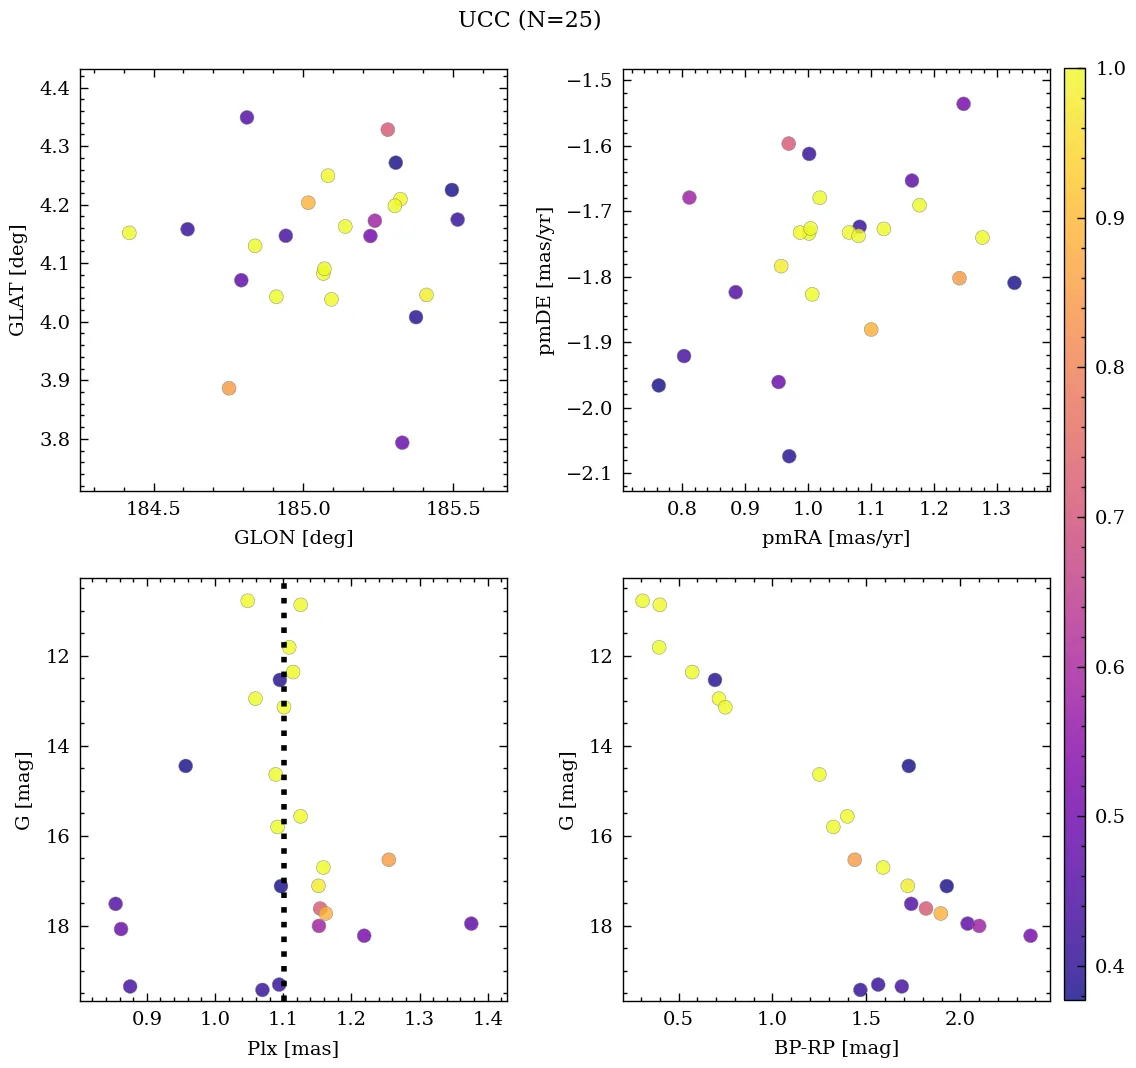 UCC (N=25)
4.4
4.3
4.2
4.1
4.0
3.9
3.8
GLAT [deg]
184.5 185.0 185.5
GLON [deg]
−1.5
−1.6
−1.7
−1.8
−1.9
−2.0
−2.1
pmDE [mas/yr]
0.8 0.9 1.0 1.1 1.2 1.3
pmRA [mas/yr]
12
14
16
18
G [mag]
0.9 1.0 1.1 1.2 1.3 1.4
Plx [mas]
12
14
16
18
G [mag]
0.5 1.0 1.5 2.0
BP-RP [mag]
1.0
0.9
0.8
0.7
0.6
0.5
0.4